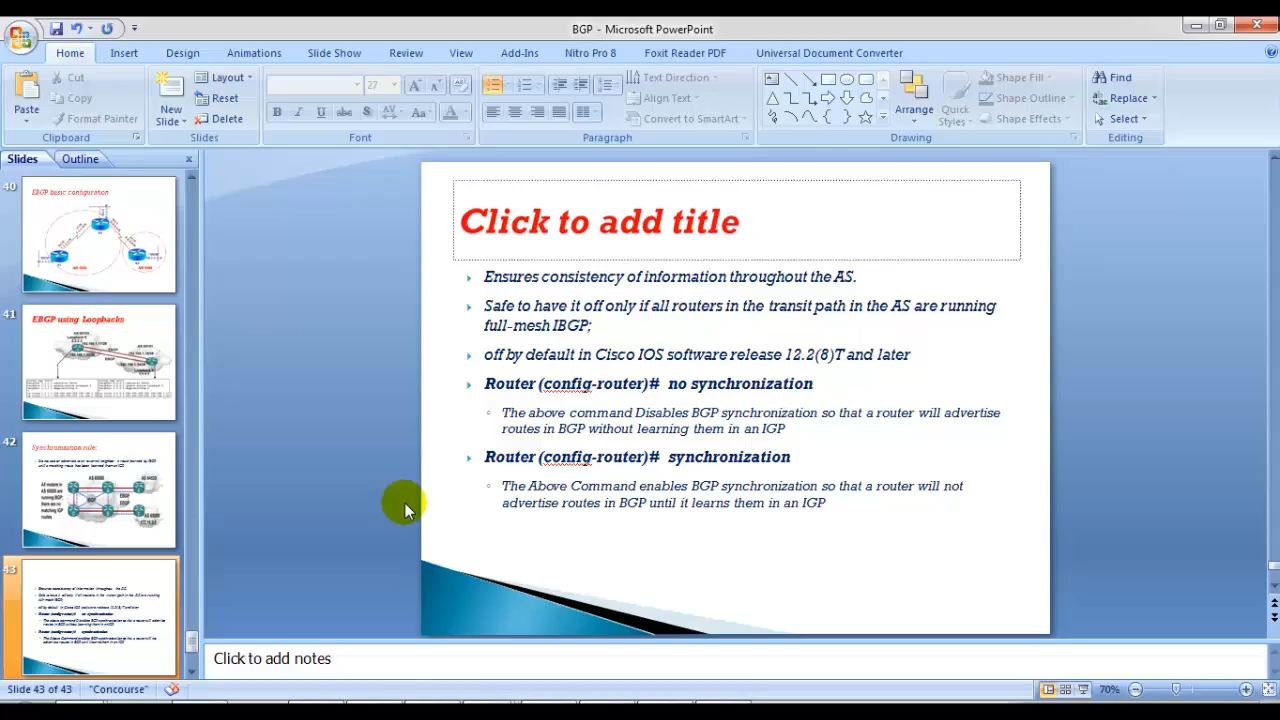 BGP - Microsoft PowerPoint
Home Insert Design Animations Slide Show Review View Add-Ins Nitro Pro 8 Foxit Reader PDF Universal Document Converter
Paste
Cut
Copy
Format Painter
Clipboard
New Slide
Layout
Reset
Delete
Slides
27
Font
Text Direction
Align Text
Convert to SmartArt
Paragraph
Arrange
Quick Styles
Shape Fill
Shape Outline
Shape Effects
Drawing
Find
Replace
Select
Editing
Slides Outline
40
EBGP basic configuration
41
EBGP using Loopbacks
42
Synchronization rule:
43
Click to add title
Ensures consistency of information throughout the AS.
Safe to have it off only if all routers in the transit path in the AS are running
full-mesh IBGP;
off by default in Cisco IOS software release 12.2(8)T and later
Router (config-router)# no synchronization
The above command Disables BGP synchronization so that a router will advertise
routes in BGP without learning them in an IGP
Router (config-router)# synchronization
The Above Command enables BGP synchronization so that a router will not
advertise routes in BGP until it learns them in an IGP
Click to add notes
Slide 43 of 43 "Concourse" 70%